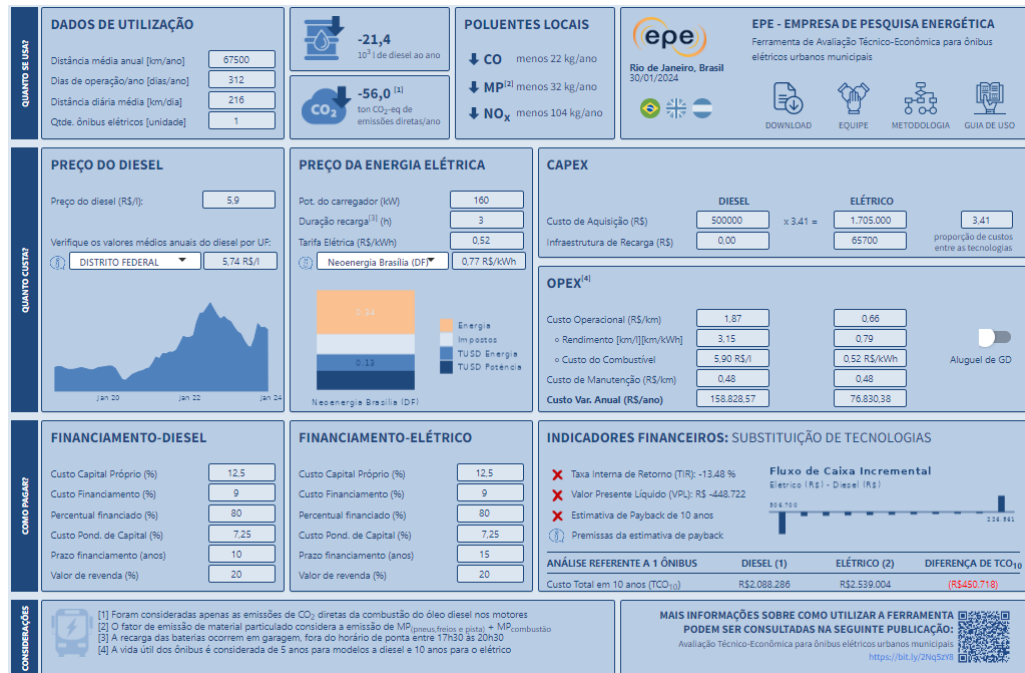 QUANTO SE USA?
DADOS DE UTILIZAÇÃO
Distância média anual [km/ano] 67500
Dias de operação/ano [dias/ano] 312
Distância diária média [km/dia] 216
Qtde. ônibus elétricos [unidade] 1
-21,4
10³ l de diesel ao ano
CO₂
-56,0 [1]
ton CO₂-eq de
emissões diretas/ano
POLUENTES LOCAIS
CO menos 22 kg/ano
MP[2] menos 32 kg/ano
NOx menos 104 kg/ano
epe
Rio de Janeiro, Brasil
30/01/2024
EPE - EMPRESA DE PESQUISA ENERGÉTICA
Ferramenta de Avaliação Técnico-Econômica para ônibus
elétricos urbanos municipais
DOWNLOAD EQUIPE METODOLOGIA GUIA DE USO
QUANTO CUSTA?
PREÇO DO DIESEL
Preço do diesel (R$/l): 5,9
Verifique os valores médios anuais do diesel por UF:
DISTRITO FEDERAL 5,74 R$/l
Jan 20 Jan 22 Jan 24
PREÇO DA ENERGIA ELÉTRICA
Pot. do carregador (kW) 160
Duração recarga[3] (h) 3
Tarifa Elétrica (R$/kWh) 0,52
Neoenergia Brasília (DF) 0,77 R$/kWh
0.34
0.13
Energia
Impostos
TUSD Energia
TUSD Potência
Neoenergia Brasília (DF)
CAPEX
DIESEL ELÉTRICO
Custo de Aquisição (R$) 500000 x 3.41 = 1.705.000 3,41
Infraestrutura de Recarga (R$) 0,00 65700
proporção de custos
entre as tecnologias
OPEX[4]
Custo Operacional (R$/km) 1,87 0,66
Rendimento [km/l][km/kWh] 3,15 0,79
Custo do Combustível 5,90 R$/l 0,52 R$/kWh
Custo de Manutenção (R$/km) 0,48 0,48
Custo Var. Anual (R$/ano) 158.828,57 76.830,38
Aluguel de GD
COMO PAGAR?
FINANCIAMENTO-DIESEL
Custo Capital Próprio (%) 12,5
Custo Financiamento (%) 9
Percentual financiado (%) 80
Custo Pond. de Capital (%) 7,25
Prazo financiamento (anos) 10
Valor de revenda (%) 20
FINANCIAMENTO-ELÉTRICO
Custo Capital Próprio (%) 12,5
Custo Financiamento (%) 9
Percentual financiado (%) 80
Custo Pond. de Capital (%) 7,25
Prazo financiamento (anos) 15
Valor de revenda (%) 20
INDICADORES FINANCEIROS: SUBSTITUIÇÃO DE TECNOLOGIAS
Taxa Interna de Retorno (TIR): -13.48 %
Valor Presente Líquido (VPL): R$ -448.722
Estimativa de Payback de 10 anos
Premissas da estimativa de payback
Fluxo de Caixa Incremental
Elétrico (R$) - Diesel (R$)
ANÁLISE REFERENTE A 1 ÔNIBUS DIESEL (1) ELÉTRICO (2) DIFERENÇA DE TCO₁₀
Custo Total em 10 anos (TCO₁₀) R$2.088.286 R$2.539.004 (R$450.718)
CONSIDERAÇÕES
[1] Foram consideradas apenas as emissões de CO₂ diretas da combustão do óleo diesel nos motores
[2] O fator de emissão de material particulado considera a emissão de MP(pneus,freios e pista) + MPcombustão
[3] A recarga das baterias ocorrem em garagem, fora do horário de ponta entre 17h30 às 20h30
[4] A vida útil dos ônibus é considerada de 5 anos para modelos a diesel e 10 anos para o elétrico
MAIS INFORMAÇÕES SOBRE COMO UTILIZAR A FERRAMENTA
PODEM SER CONSULTADAS NA SEGUINTE PUBLICAÇÃO:
Avaliação Técnico-Econômica para ônibus elétricos urbanos municipais
https://bit.ly/2Nq5zY8